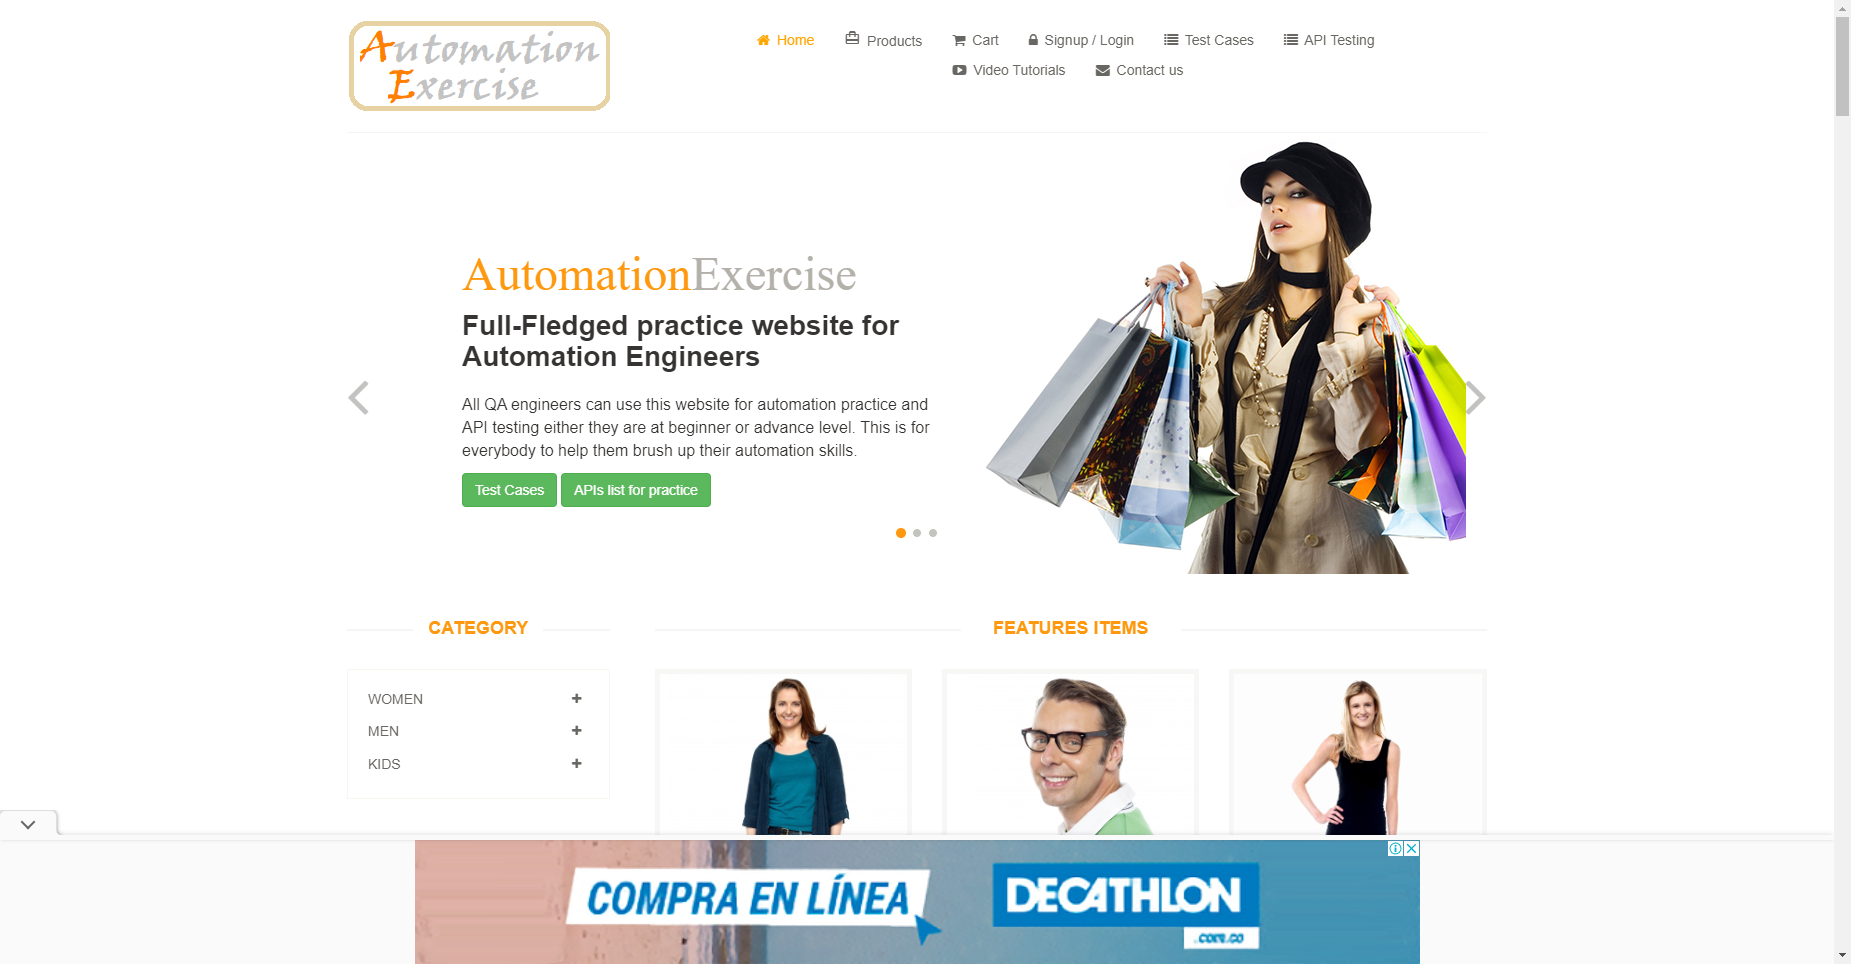 Automation
Exercise
Home
Products
Cart
Signup / Login
Test Cases
API Testing
Video Tutorials
Contact us
AutomationExercise
Full-Fledged practice website for
Automation Engineers
All QA engineers can use this website for automation practice and
API testing either they are at beginner or advance level. This is for
everybody to help them brush up their automation skills.
Test Cases
APIs list for practice
CATEGORY
FEATURES ITEMS
WOMEN
MEN
KIDS
COMPRA EN LÍNEA
DECATHLON
.com.co